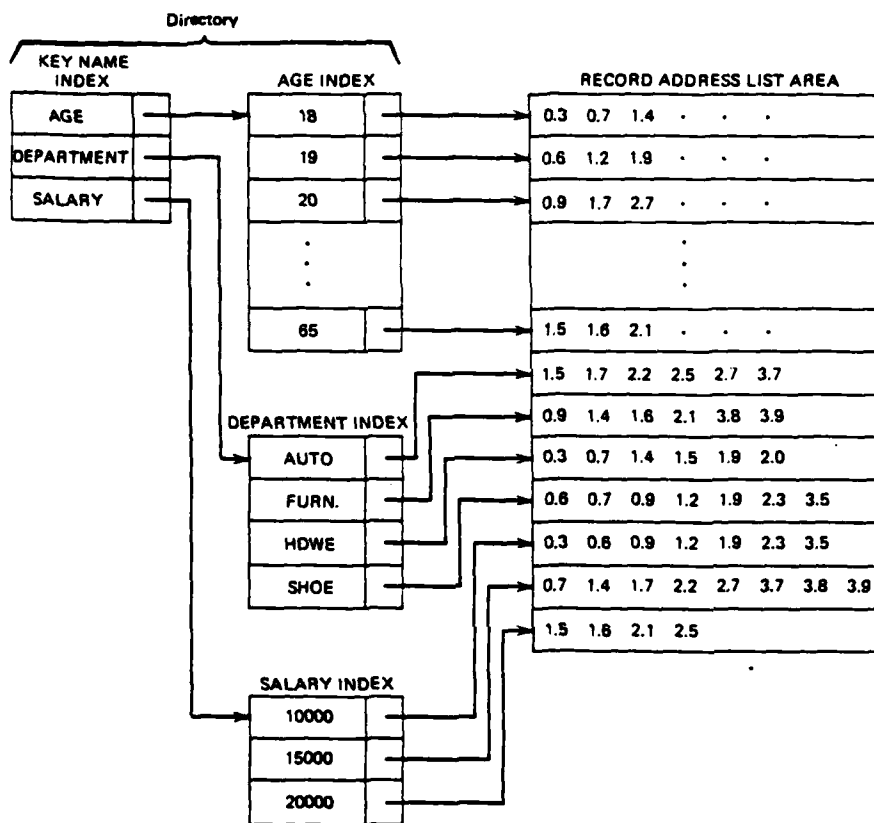 Directory
KEY NAME
INDEX
AGE
DEPARTMENT
SALARY
AGE INDEX
18
19
20
.
.
.
65
DEPARTMENT INDEX
AUTO
FURN.
HDWE
SHOE
SALARY INDEX
10000
15000
20000
RECORD ADDRESS LIST AREA
0.3 0.7 1.4 . . .
0.6 1.2 1.9 . . .
0.9 1.7 2.7 . . .
.
.
.
1.5 1.6 2.1 . . .
1.5 1.7 2.2 2.5 2.7 3.7
0.9 1.4 1.6 2.1 3.8 3.9
0.3 0.7 1.4 1.5 1.9 2.0
0.6 0.7 0.9 1.2 1.9 2.3 3.5
0.3 0.6 0.9 1.2 1.9 2.3 3.5
0.7 1.4 1.7 2.2 2.7 3.7 3.8 3.9
1.5 1.6 2.1 2.5